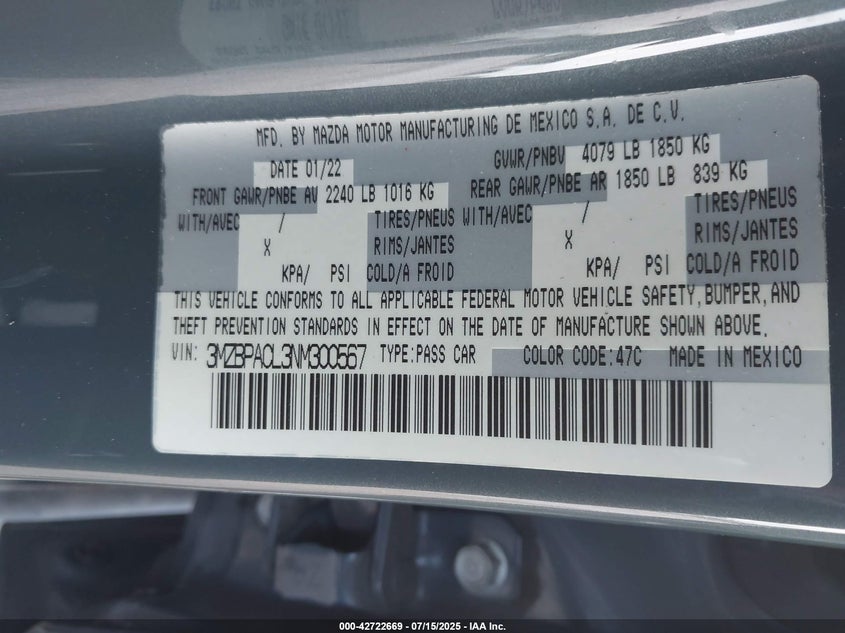 MFD. BY MAZDA MOTOR MANUFACTURING DE MEXICO S.A. DE C.V.
DATE 01/22 GVWR/PNBV 4079 LB 1850 KG
FRONT GAWR/PNBE AV 2240 LB 1016 KG REAR GAWR/PNBE AR 1850 LB 839 KG
WITH/AVEC / TIRES/PNEUS WITH/AVEC / TIRES/PNEUS
X RIMS/JANTES X RIMS/JANTES
KPA/ PSI COLD/A FROID KPA/ PSI COLD/A FROID
THIS VEHICLE CONFORMS TO ALL APPLICABLE FEDERAL MOTOR VEHICLE SAFETY, BUMPER, AND
THEFT PREVENTION STANDARDS IN EFFECT ON THE DATE OF MANUFACTURE SHOWN ABOVE.
VIN: 3MZBPACL3NM300567 TYPE:PASS CAR COLOR CODE:47C MADE IN MEXICO
000-42722669 - 07/15/2025 - IAA Inc.